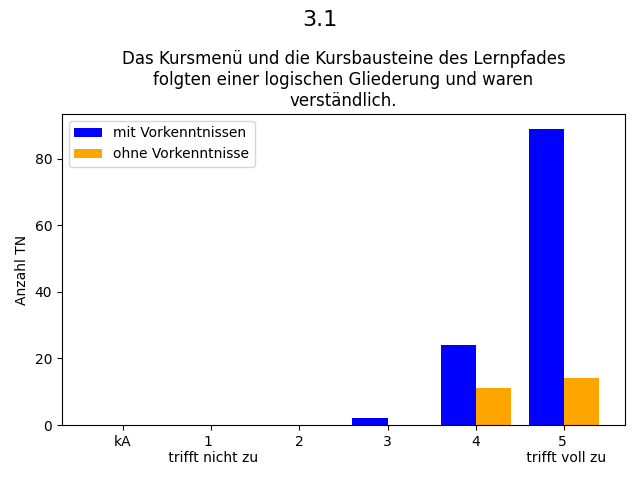 3.1
Das Kursmenü und die Kursbausteine des Lernpfades
folgten einer logischen Gliederung und waren
verständlich.
mit Vorkenntnissen
ohne Vorkenntnisse
Anzahl TN
80
60
40
20
0
kA 1 2 3 4 5
trifft nicht zu trifft voll zu